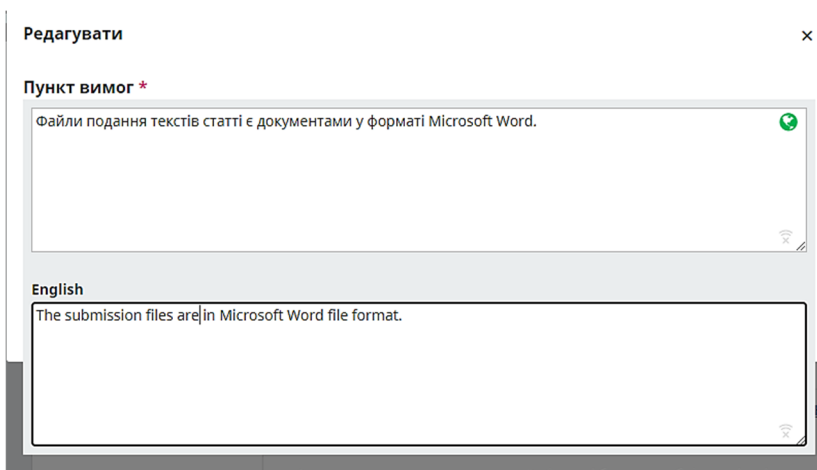 Редагувати
Пункт вимог *
Файли подання текстів статті є документами у форматі Microsoft Word.
English
The submission files are in Microsoft Word file format.